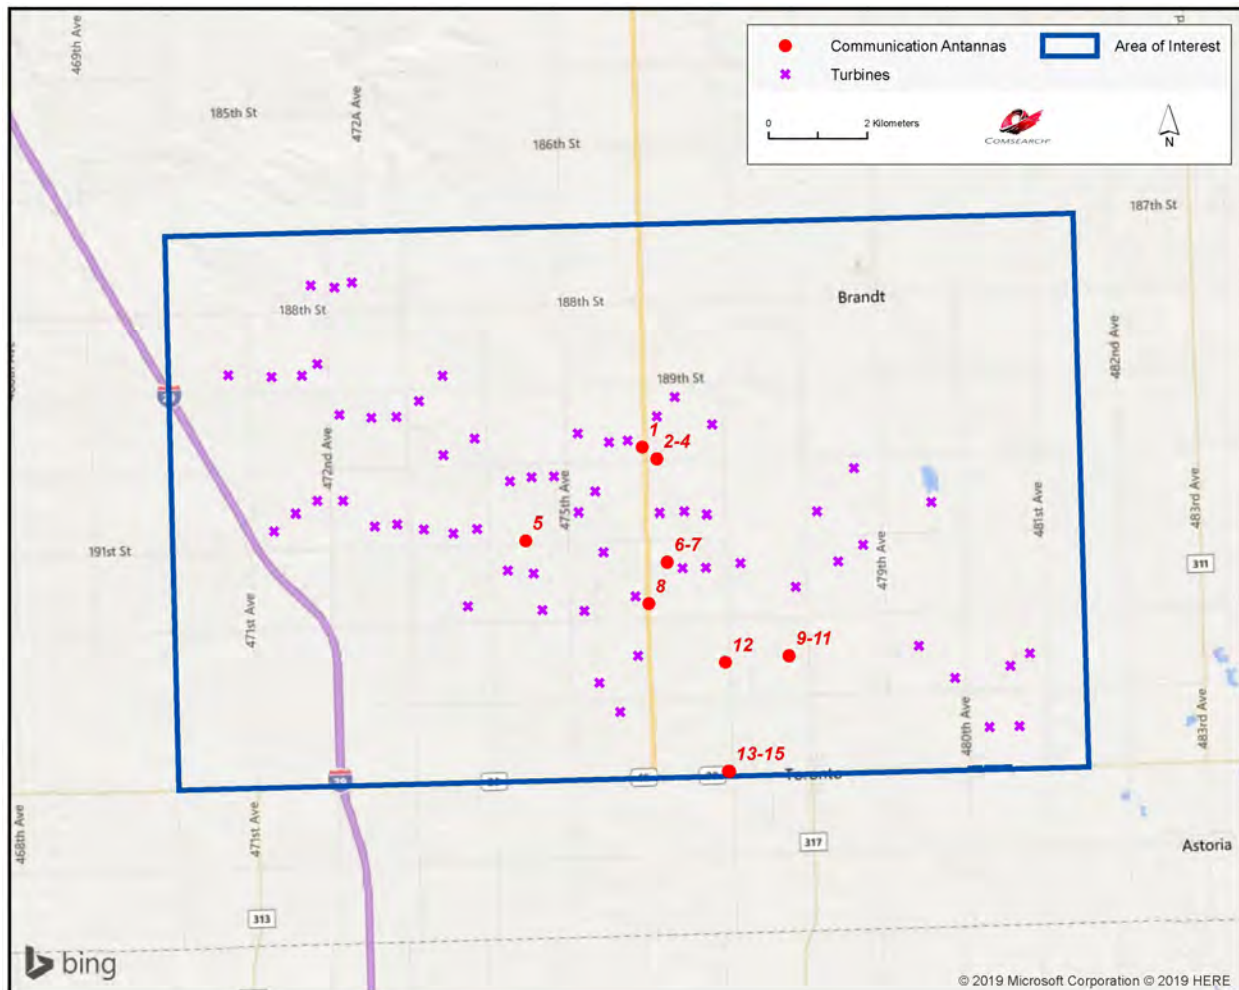 Communication Antannas
Area of Interest
Turbines
0
2 Kilometers
COMSEARCH
N
469th Ave
185th St
472A Ave
186th St
187th St
188th St
188th St
Brandt
482nd Ave
189th St
1
2-4
472nd Ave
475th Ave
481st Ave
483rd Ave
191st St
5
6-7
479th Ave
311
8
471st Ave
12
9-11
480th Ave
483rd Ave
13-15
Toronto
29
468th Ave
471st Ave
317
Astoria
313
bing
© 2019 Microsoft Corporation © 2019 HERE